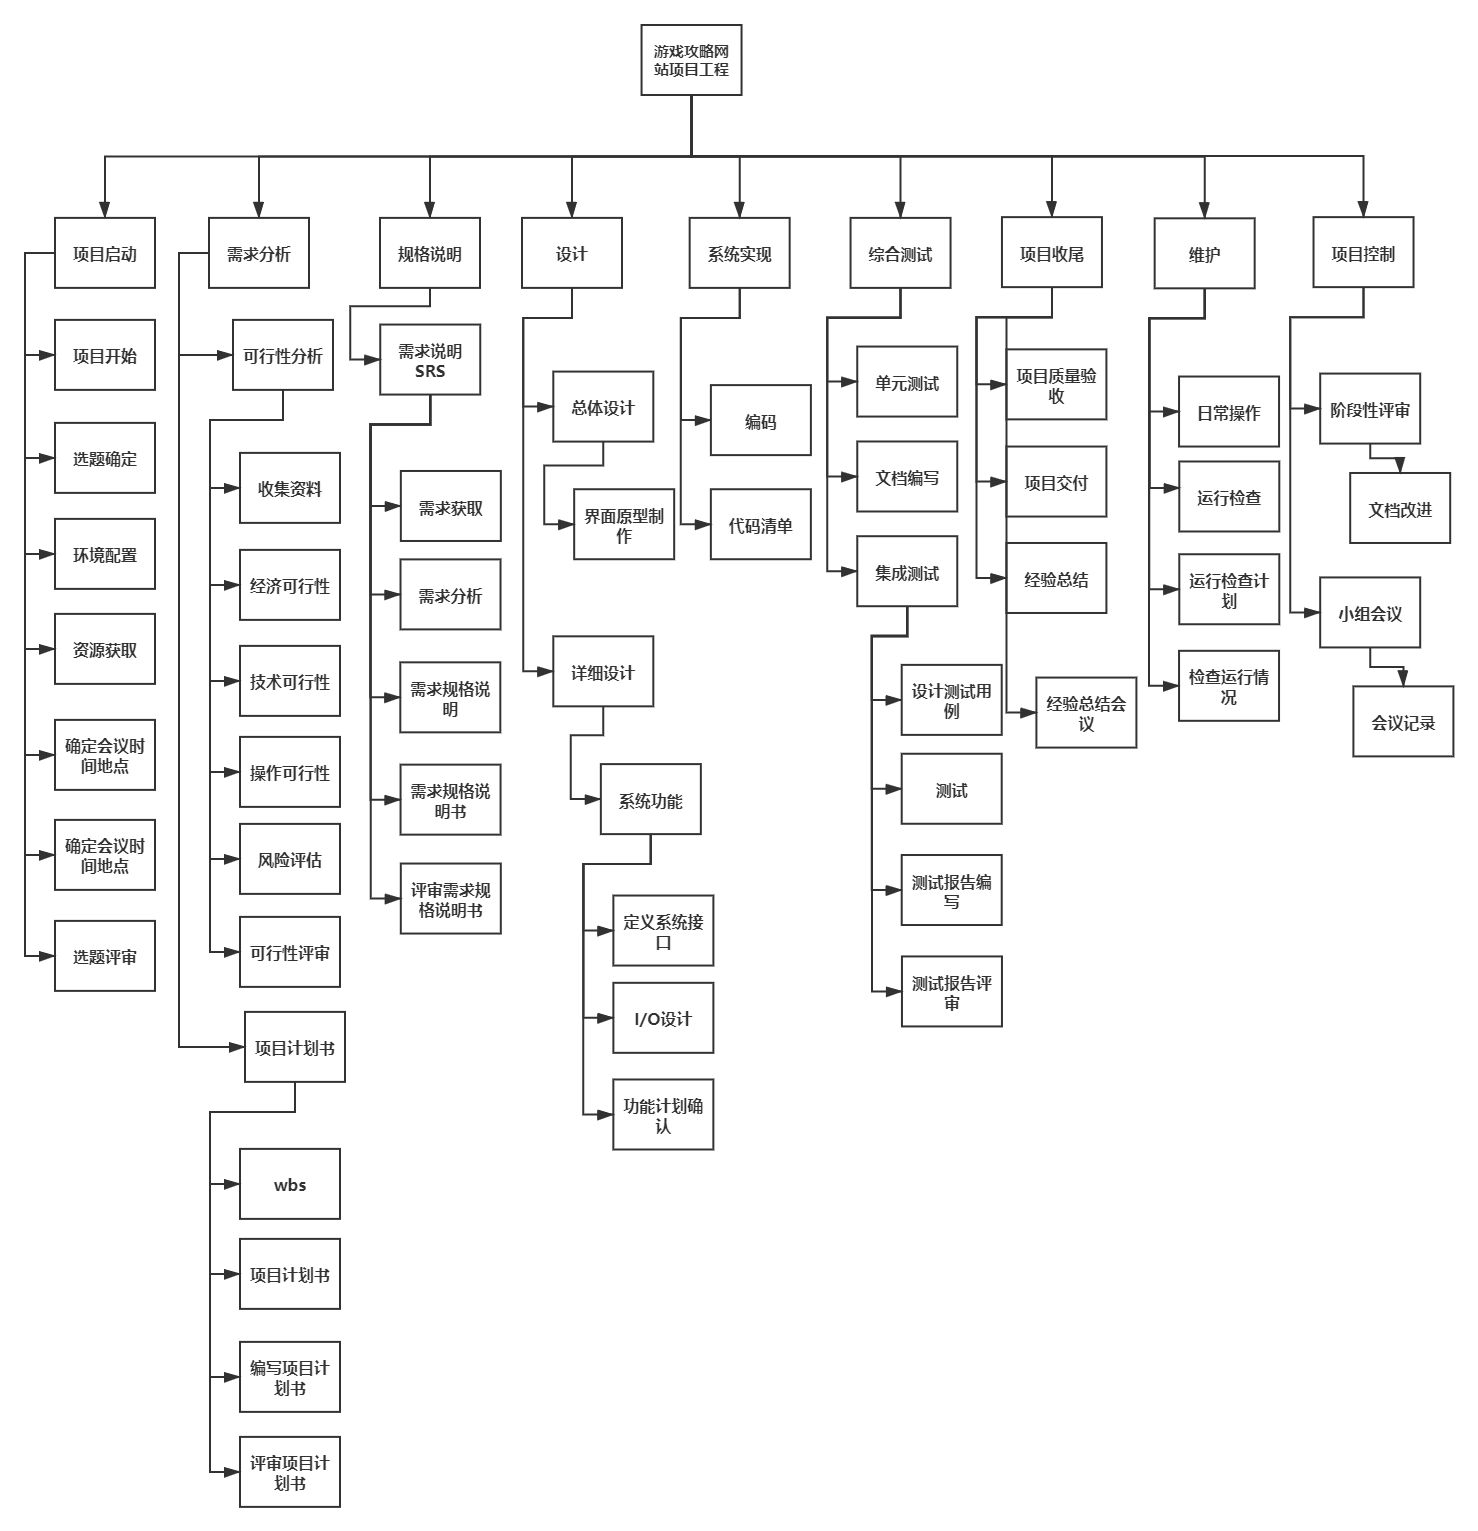 游戏攻略网
站项目工程
项目启动
需求分析
规格说明
设计
系统实现
综合测试
项目收尾
维护
项目控制
项目开始
选题确定
环境配置
资源获取
确定会议时
间地点
确定会议时
间地点
选题评审
可行性分析
收集资料
经济可行性
技术可行性
操作可行性
风险评估
可行性评审
项目计划书
wbs
项目计划书
编写项目计
划书
评审项目计
划书
需求说明
SRS
需求获取
需求分析
需求规格说
明
需求规格说
明书
评审需求规
格说明书
总体设计
界面原型制
作
详细设计
系统功能
定义系统接
口
I/O设计
功能计划确
认
编码
代码清单
单元测试
文档编写
集成测试
设计测试用
例
测试
测试报告编
写
测试报告评
审
项目质量验
收
项目交付
经验总结
经验总结会
议
日常操作
运行检查
运行检查计
划
检查运行情
况
阶段性评审
文档改进
小组会议
会议记录